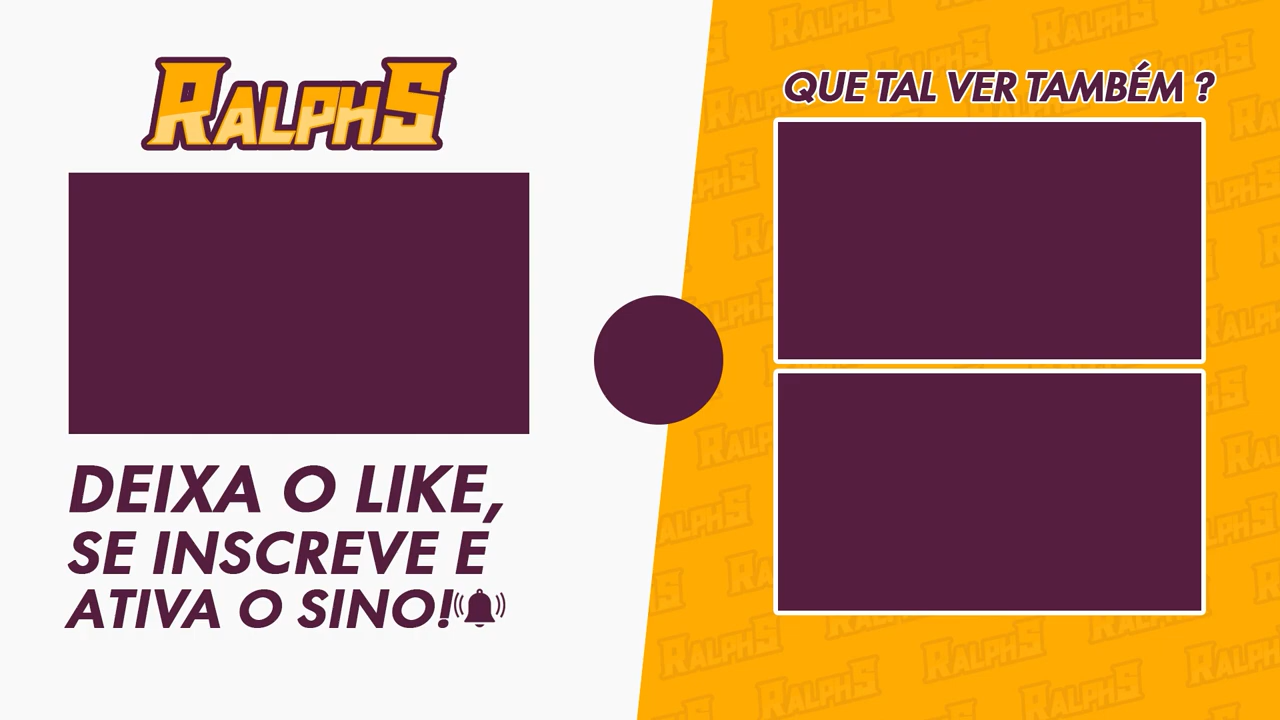 RALPHS
DEIXA O LIKE,
SE INSCREVE E
ATIVA O SINO!
QUE TAL VER TAMBÉM ?